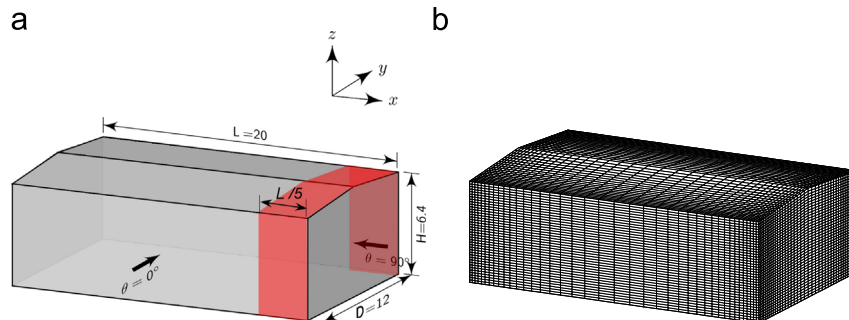 a
b
z
y
x
L=20
L/5
H=6.4
θ = 90°
θ = 0°
D=12